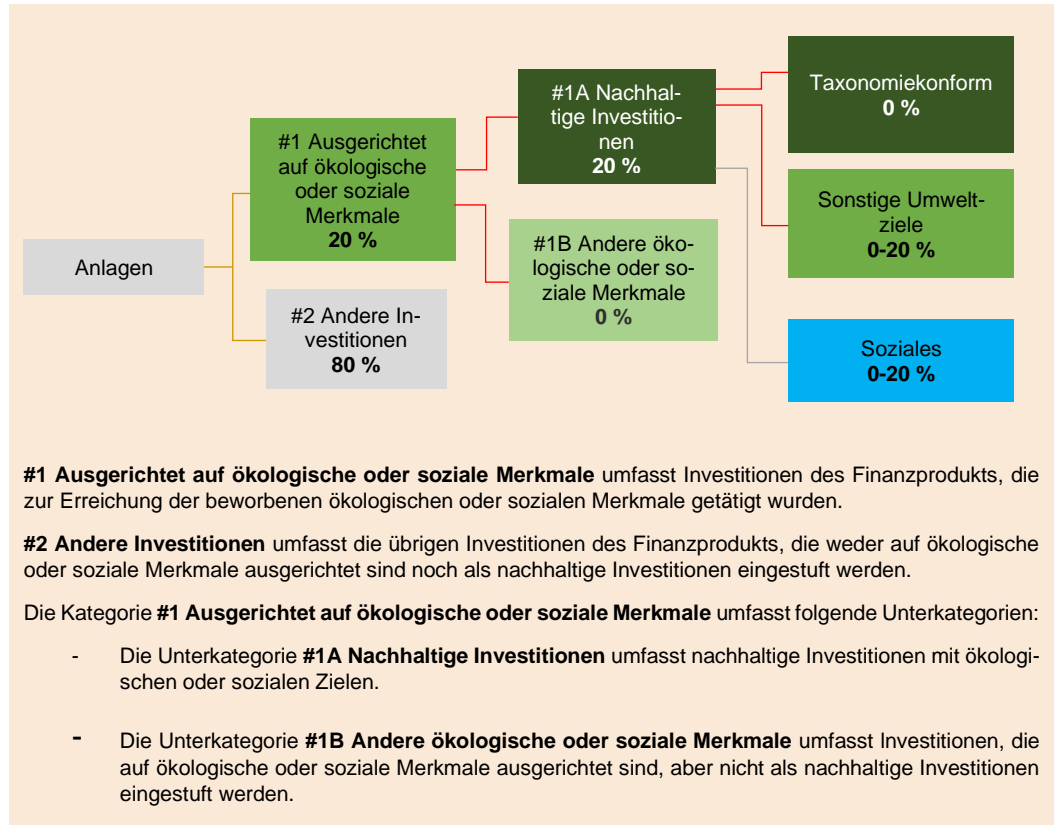 Anlagen
#1 Ausgerichtet
auf ökologische
oder soziale
Merkmale
20 %
#2 Andere In-
vestitionen
80 %
#1A Nachhal-
tige Investitio-
nen
20 %
#1B Andere öko-
logische oder so-
ziale Merkmale
0 %
Taxonomiekonform
0 %
Sonstige Umwelt-
ziele
0-20 %
Soziales
0-20 %
#1 Ausgerichtet auf ökologische oder soziale Merkmale umfasst Investitionen des Finanzprodukts, die
zur Erreichung der beworbenen ökologischen oder sozialen Merkmale getätigt wurden.
#2 Andere Investitionen umfasst die übrigen Investitionen des Finanzprodukts, die weder auf ökologische
oder soziale Merkmale ausgerichtet sind noch als nachhaltige Investitionen eingestuft werden.
Die Kategorie #1 Ausgerichtet auf ökologische oder soziale Merkmale umfasst folgende Unterkategorien:
- Die Unterkategorie #1A Nachhaltige Investitionen umfasst nachhaltige Investitionen mit ökologi-
schen oder sozialen Zielen.
- Die Unterkategorie #1B Andere ökologische oder soziale Merkmale umfasst Investitionen, die
auf ökologische oder soziale Merkmale ausgerichtet sind, aber nicht als nachhaltige Investitionen
eingestuft werden.